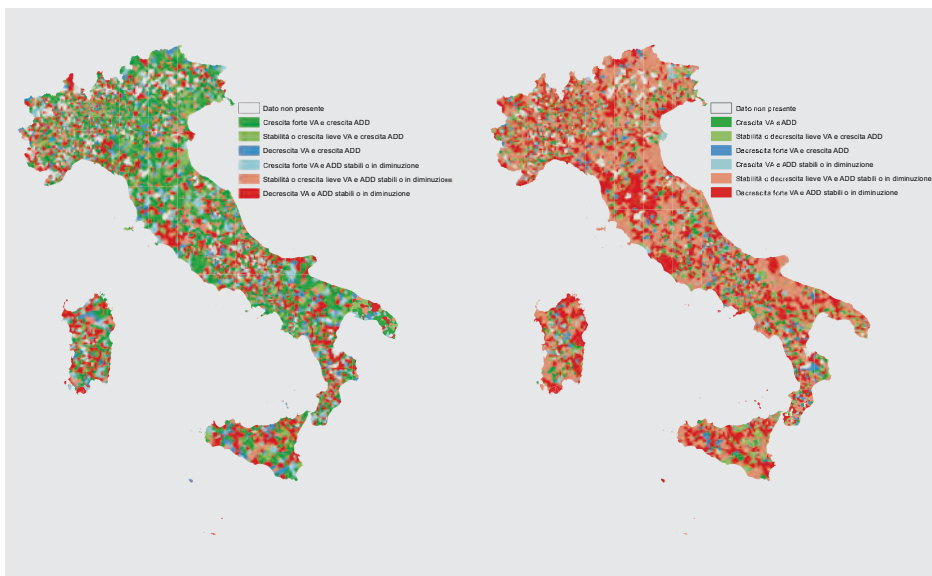 Dato non presente
Crescita forte VA e crescita ADD
Stabilità o crescita lieve VA e crescita ADD
Decrescita VA e crescita ADD
Crescita forte VA e ADD stabili o in diminuzione
Stabilità o crescita lieve VA e ADD stabili o in diminuzione
Decrescita VA e ADD stabili o in diminuzione
Dato non presente
Crescita VA e ADD
Stabilità o decrescita lieve VA e crescita ADD
Decrescita forte VA e crescita ADD
Crescita VA e ADD stabili o in diminuzione
Stabilità o decrescita lieve VA e ADD stabili o in diminuzione
Decrescita forte VA e ADD stabili o in diminuzione